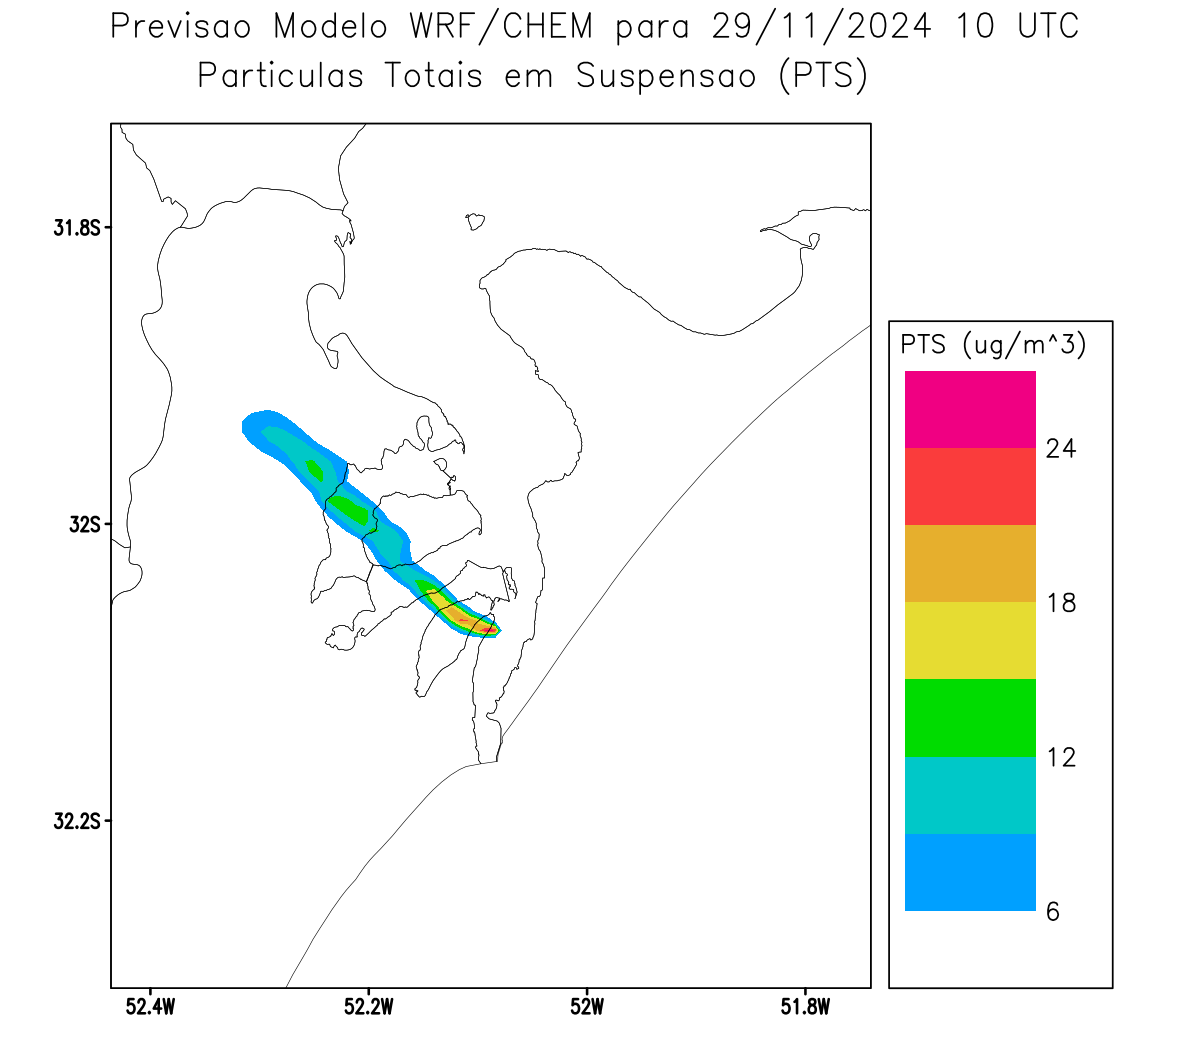 Previsao Modelo WRF/CHEM para 29/11/2024 10 UTC
Particulas Totais em Suspensao (PTS)
31.8S
32S
32.2S
52.4W
52.2W
52W
51.8W
PTS (ug/m^3)
24
18
12
6